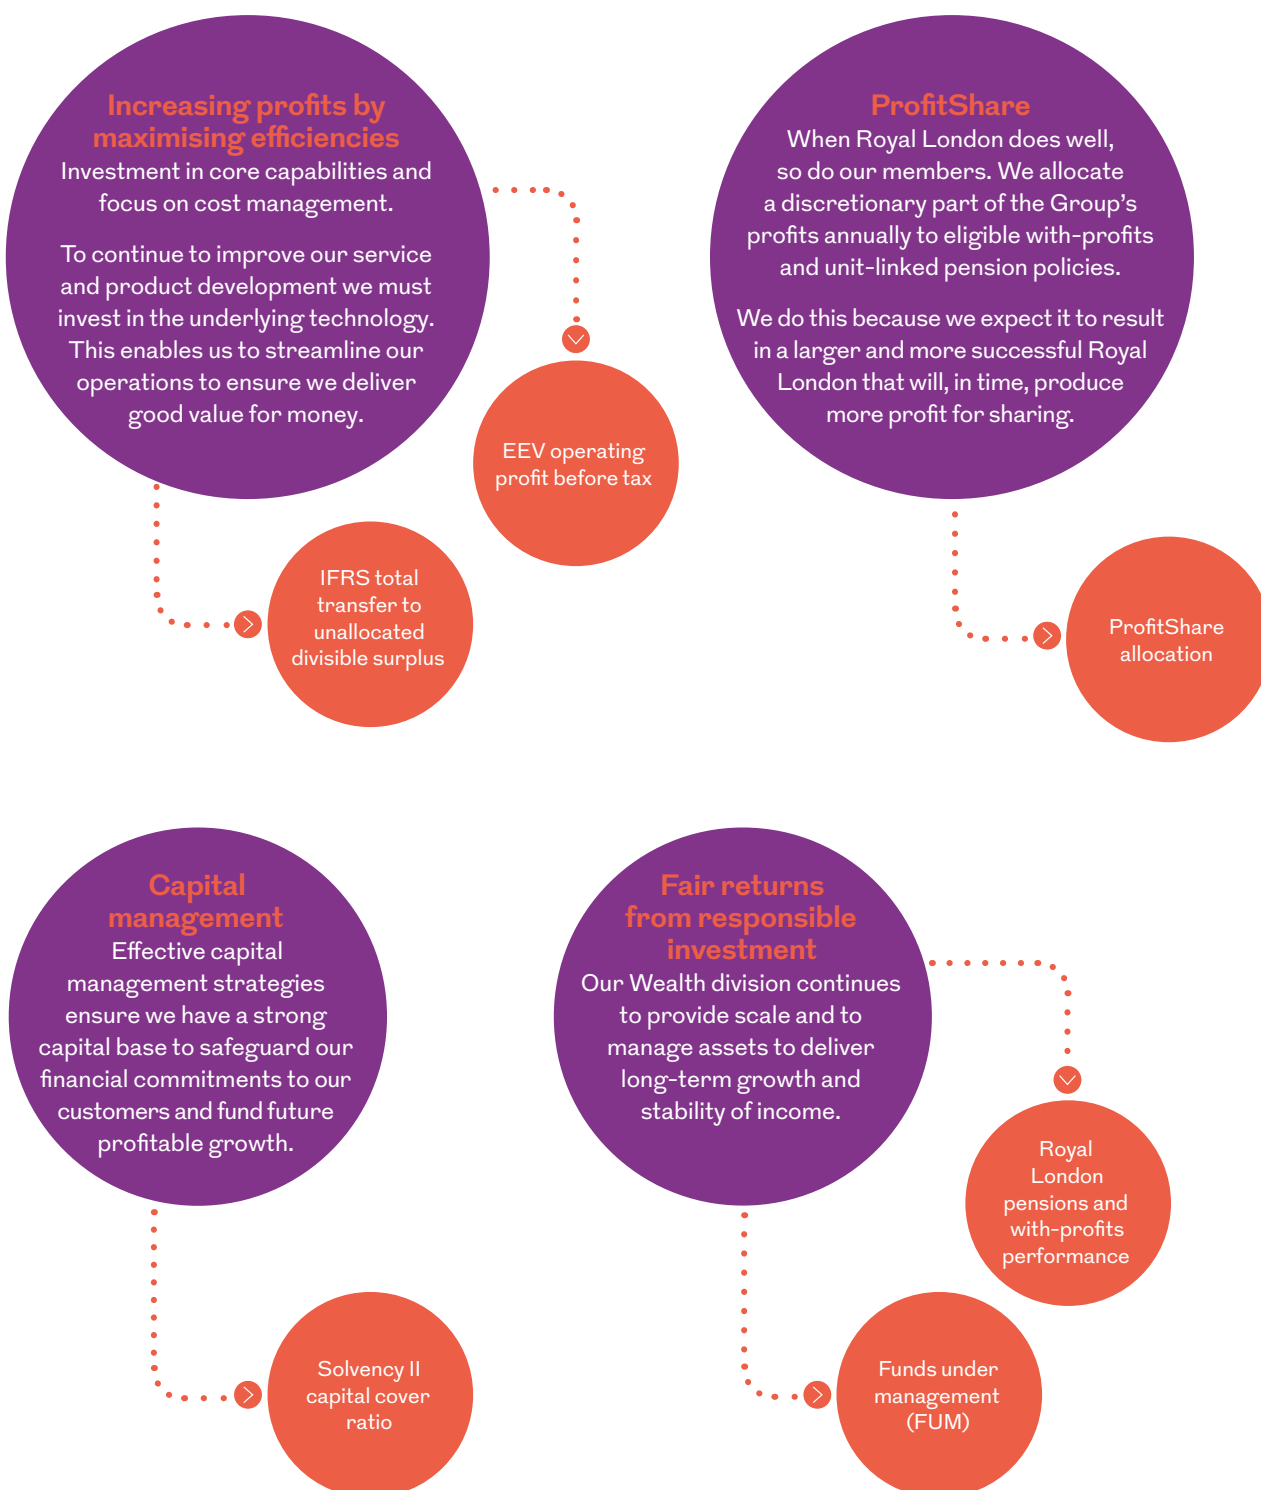 Increasing profits by
maximising efficiencies
Investment in core capabilities and
focus on cost management.
To continue to improve our service
and product development we must
invest in the underlying technology.
This enables us to streamline our
operations to ensure we deliver
good value for money.
EEV operating
profit before tax
IFRS total
transfer to
unallocated
divisible surplus
ProfitShare
When Royal London does well,
so do our members. We allocate
a discretionary part of the Group's
profits annually to eligible with-profits
and unit-linked pension policies.
We do this because we expect it to result
in a larger and more successful Royal
London that will, in time, produce
more profit for sharing.
ProfitShare
allocation
Capital
management
Effective capital
management strategies
ensure we have a strong
capital base to safeguard our
financial commitments to our
customers and fund future
profitable growth.
Solvency II
capital cover
ratio
Fair returns
from responsible
investment
Our Wealth division continues
to provide scale and to
manage assets to deliver
long-term growth and
stability of income.
Royal
London
pensions and
with-profits
performance
Funds under
management
(FUM)